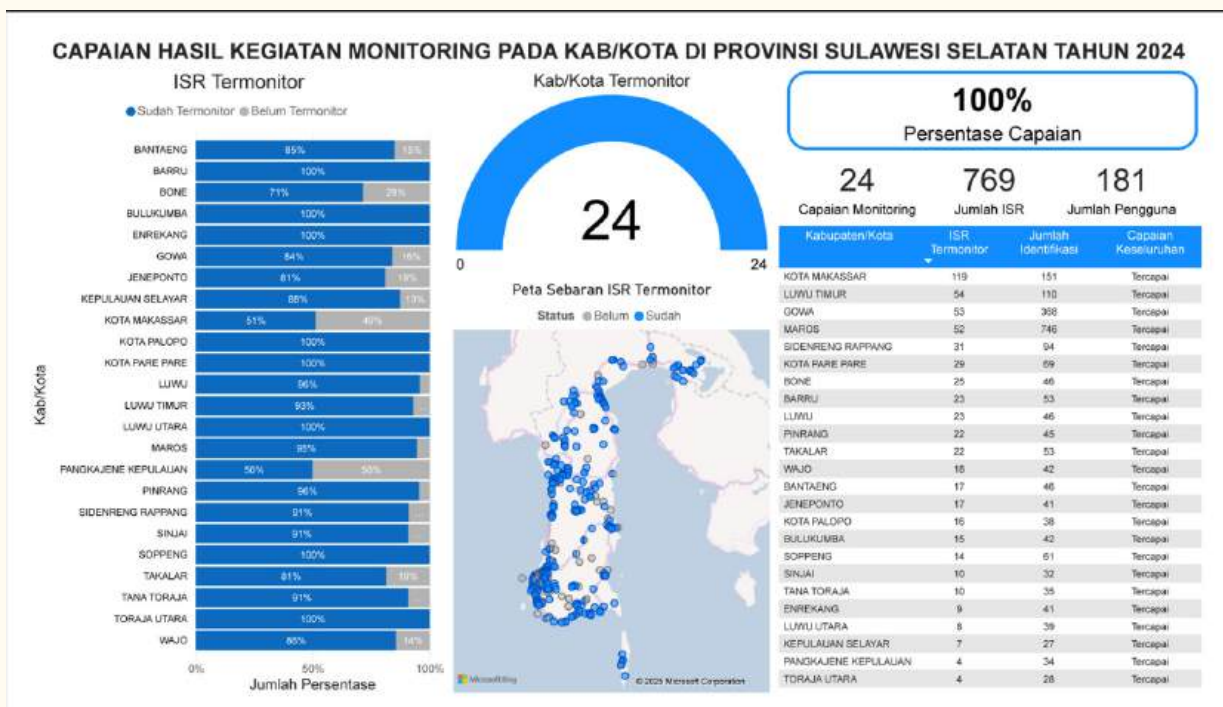 CAPAIAN HASIL KEGIATAN MONITORING PADA KAB/KOTA DI PROVINSI SULAWESI SELATAN TAHUN 2024
ISR Termonitor
Sudah Termonitor Belum Termonitor
Kab/Kota
BANTAENG 85% 15%
BARRU 100%
BONE 71% 29%
BULUKUMBA 100%
ENREKANG 100%
GOWA 84% 16%
JENEPONTO 81% 19%
KEPULAUAN SELAYAR 88% 13%
KOTA MAKASSAR 51% 49%
KOTA PALOPO 100%
KOTA PARE PARE 100%
LUWU 96%
LUWU TIMUR 93% ...
LUWU UTARA 100%
MAROS 95%
PANGKAJENE KEPULAUAN 50% 50%
PINRANG 96%
SIDENRENG RAPPANG 91% ...
SINJAI 91% ...
SOPPENG 100%
TAKALAR 81% 19%
TANA TORAJA 91%
TORAJA UTARA 100%
WAJO 86% 14%
0% 50% 100%
Jumlah Persentase
Kab/Kota Termonitor
24
0 24
Peta Sebaran ISR Termonitor
Status Belum Sudah
Microsoft Bing
© 2025 Microsoft Corporation
100%
Persentase Capaian
24 769 181
Capaian Monitoring Jumlah ISR Jumlah Pengguna
Kabupaten/Kota ISR Termonitor Jumlah Identifikasi Capaian Keseluruhan
KOTA MAKASSAR 119 151 Tercapai
LUWU TIMUR 54 110 Tercapai
GOWA 53 368 Tercapai
MAROS 52 746 Tercapai
SIDENRENG RAPPANG 31 94 Tercapai
KOTA PARE PARE 29 69 Tercapai
BONE 25 46 Tercapai
BARRU 23 53 Tercapai
LUWU 23 46 Tercapai
PINRANG 22 45 Tercapai
TAKALAR 22 53 Tercapai
WAJO 18 42 Tercapai
BANTAENG 17 46 Tercapai
JENEPONTO 17 41 Tercapai
KOTA PALOPO 16 38 Tercapai
BULUKUMBA 15 42 Tercapai
SOPPENG 14 61 Tercapai
SINJAI 10 32 Tercapai
TANA TORAJA 10 35 Tercapai
ENREKANG 9 41 Tercapai
LUWU UTARA 8 39 Tercapai
KEPULAUAN SELAYAR 7 27 Tercapai
PANGKAJENE KEPULAUAN 4 34 Tercapai
TORAJA UTARA 4 28 Tercapai